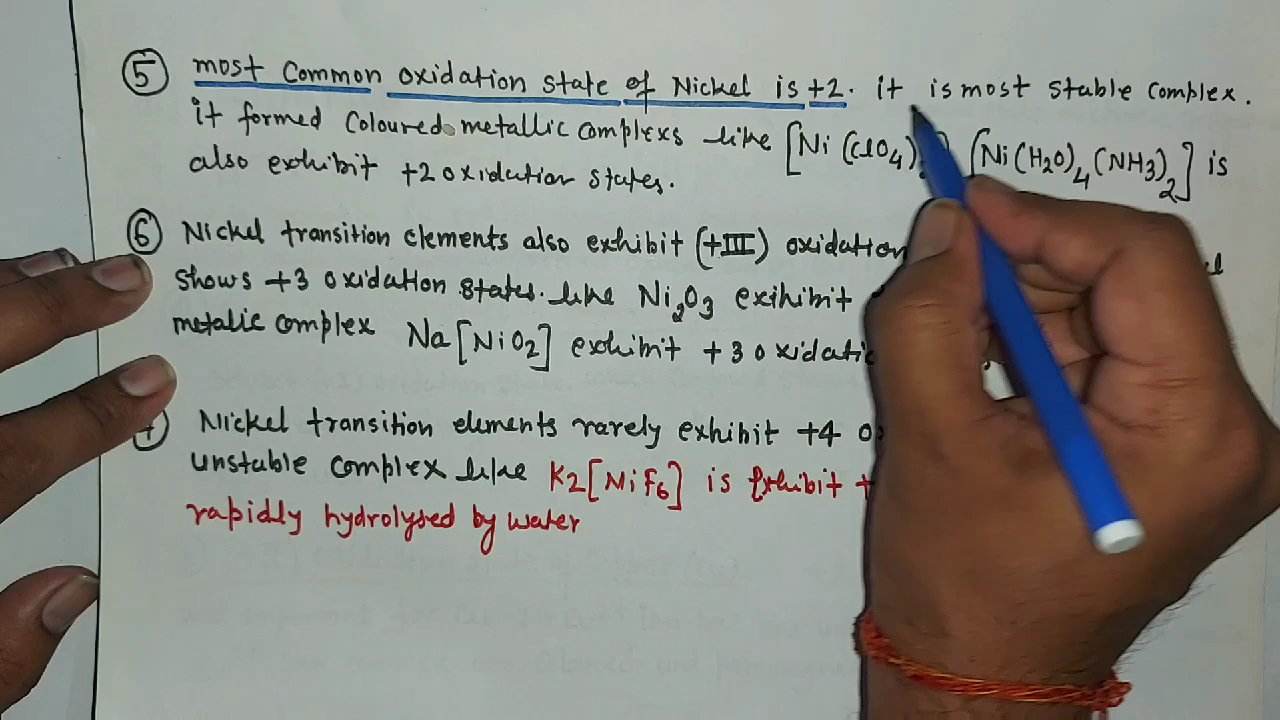 ⑤ most Common oxidation state of Nickel is +2. it is most stable complex.
it formed Coloured metallic complexs like [Ni (ClO4) [Ni(H2O)4(NH3)2] is
also exhibit +2 oxidation states.
⑥ Nickel transition elements also exhibit (+III) oxidation
shows +3 oxidation states. like Ni2O3 exihibit
metalic complex Na[NiO2] exhibit +3
Nickel transition elements rarely exhibit +4
unstable complex like K2[NiF6] is Exhibit +
rapidly hydrolysed by water